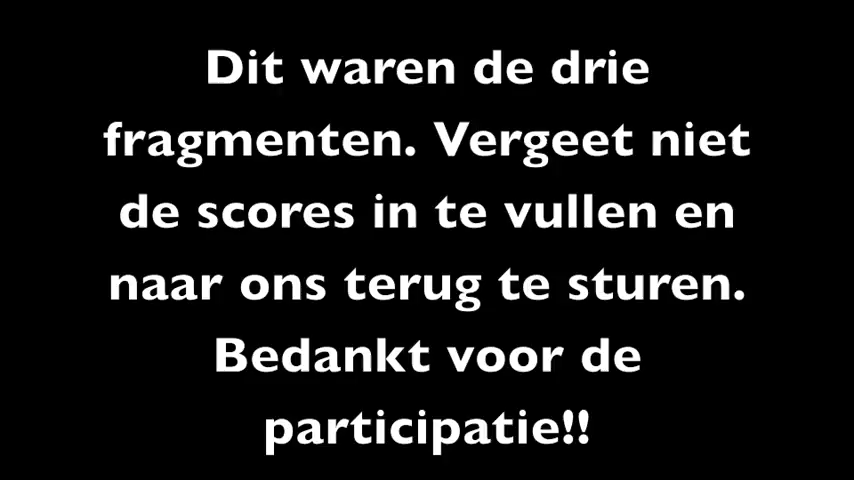 Dit waren de drie
fragmenten. Vergeet niet
de scores in te vullen en
naar ons terug te sturen.
Bedankt voor de
participatie!!